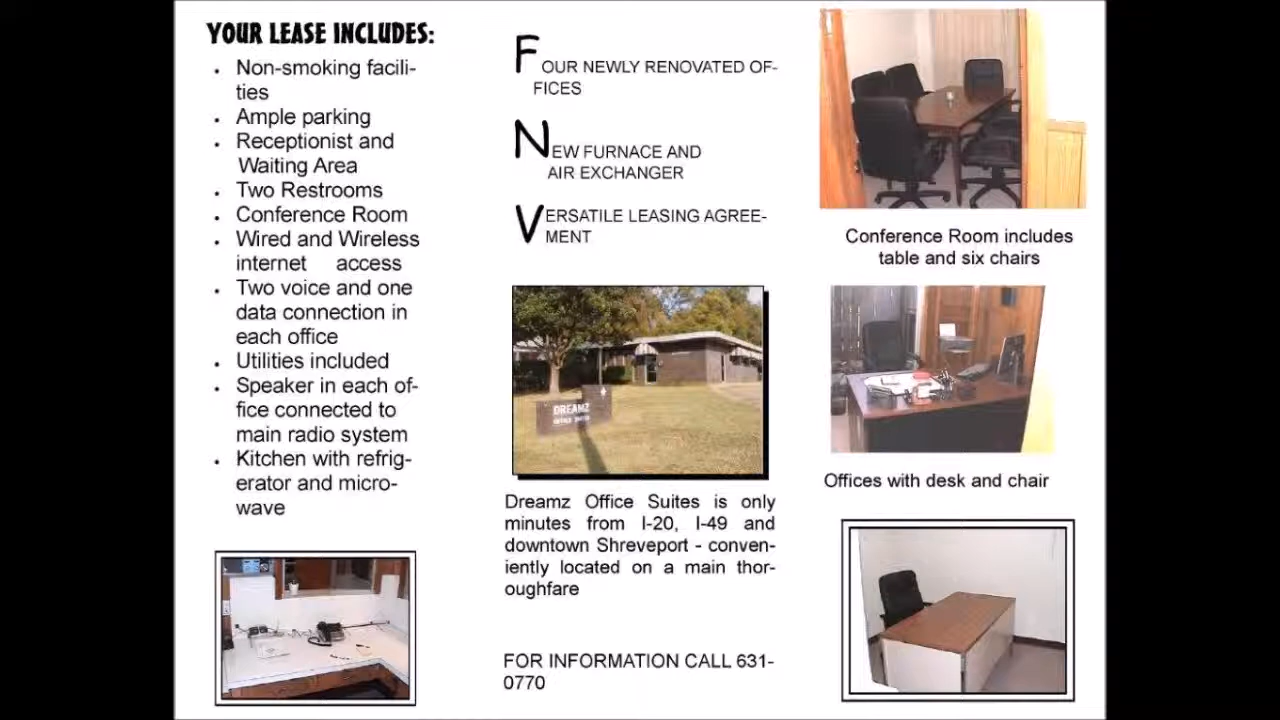 YOUR LEASE INCLUDES:
• Non-smoking facili-
ties
• Ample parking
• Receptionist and
Waiting Area
• Two Restrooms
• Conference Room
• Wired and Wireless
internet access
• Two voice and one
data connection in
each office
• Utilities included
• Speaker in each of-
fice connected to
main radio system
• Kitchen with refrig-
erator and micro-
wave
FOUR NEWLY RENOVATED OF-
FICES
NEW FURNACE AND
AIR EXCHANGER
VERSATILE LEASING AGREE-
MENT
DREAMZ
OFFICE SUITES
Dreamz Office Suites is only
minutes from I-20, I-49 and
downtown Shreveport - conven-
iently located on a main thor-
oughfare
FOR INFORMATION CALL 631-
0770
Conference Room includes
table and six chairs
Offices with desk and chair